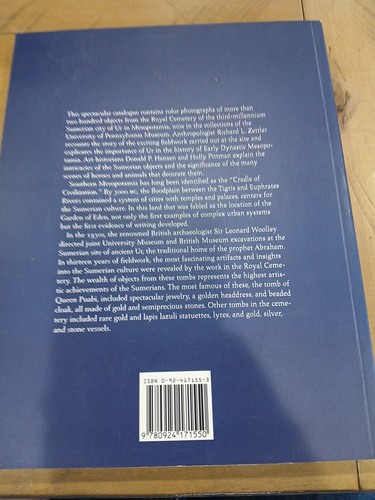 This spectacular catalogue contains color photographs of more than
two hundred objects from the Royal Cemetery of the third-millennium
Sumerian city of Ur in Mesopotamia, now in the collections of the
University of Pennsylvania Museum. Anthropologist Richard L. Zettler
recounts the story of the exciting fieldwork carried out at the site and
explicates the importance of Ur in the history of Early Dynastic Mesopo-
tamia. Art historians Donald P. Hansen and Holly Pittman explain the
intricacies of the Sumerian objects and the significance of the many
scenes of heroes and animals that decorate them.
Southern Mesopotamia has long been identified as the "Cradle of
Civilization." By 3000 BC, the floodplain between the Tigris and Euphrates
Rivers contained a system of cities with temples and palaces, centers for
the Sumerian culture. In this land that was fabled as the location of the
Garden of Eden, not only the first examples of complex urban systems
but the first evidence of writing developed.
In the 1920s, the renowned British archaeologist Sir Leonard Woolley
directed joint University Museum and British Museum excavations at the
Sumerian site of ancient Ur, the traditional home of the prophet Abraham.
In thirteen years of fieldwork, the most fascinating artifacts and insights
into the Sumerian culture were revealed by the work in the Royal Ceme-
tery. The wealth of objects from these tombs represents the highest artis-
tic achievements of the Sumerians. The most famous of these, the tomb of
Queen Puabi, included spectacular jewelry, a golden headdress, and beaded
cloak, all made of gold and semiprecious stones. Other tombs in the ceme-
tery included rare gold and lapis lazuli statuettes, lyres, and gold, silver,
and stone vessels.
ISBN 0-92-417155-3
9 780924 171550